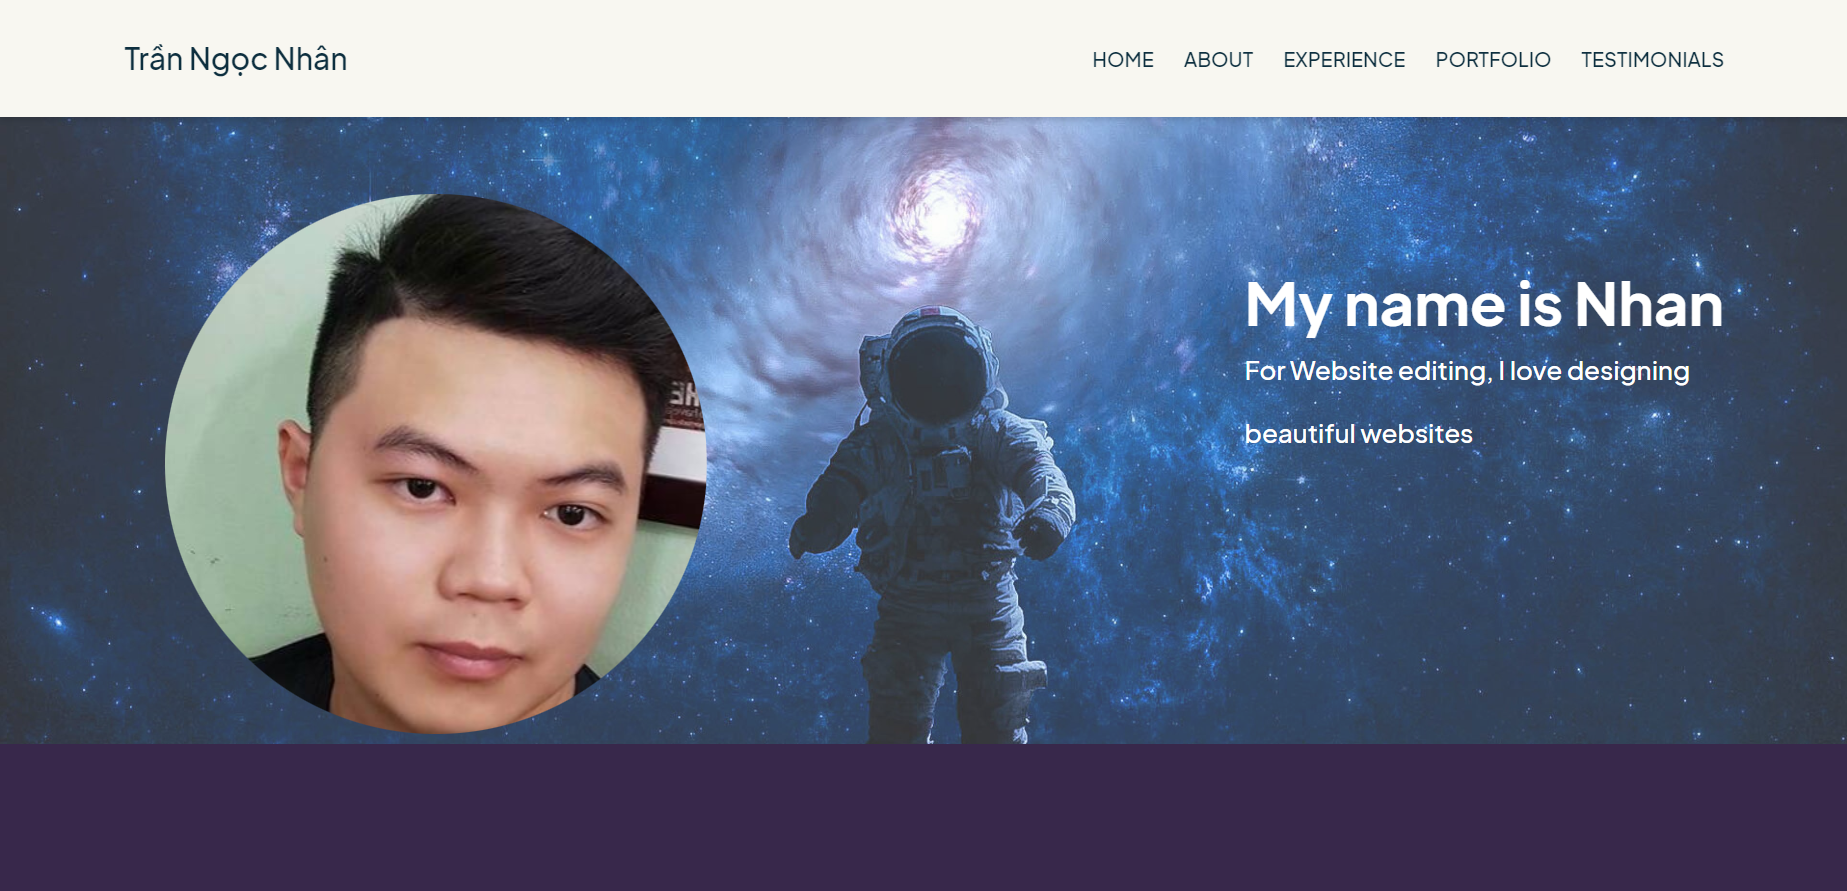 Trần Ngọc Nhân
HOME ABOUT EXPERIENCE PORTFOLIO TESTIMONIALS
My name is Nhan
For Website editing, I love designing
beautiful websites